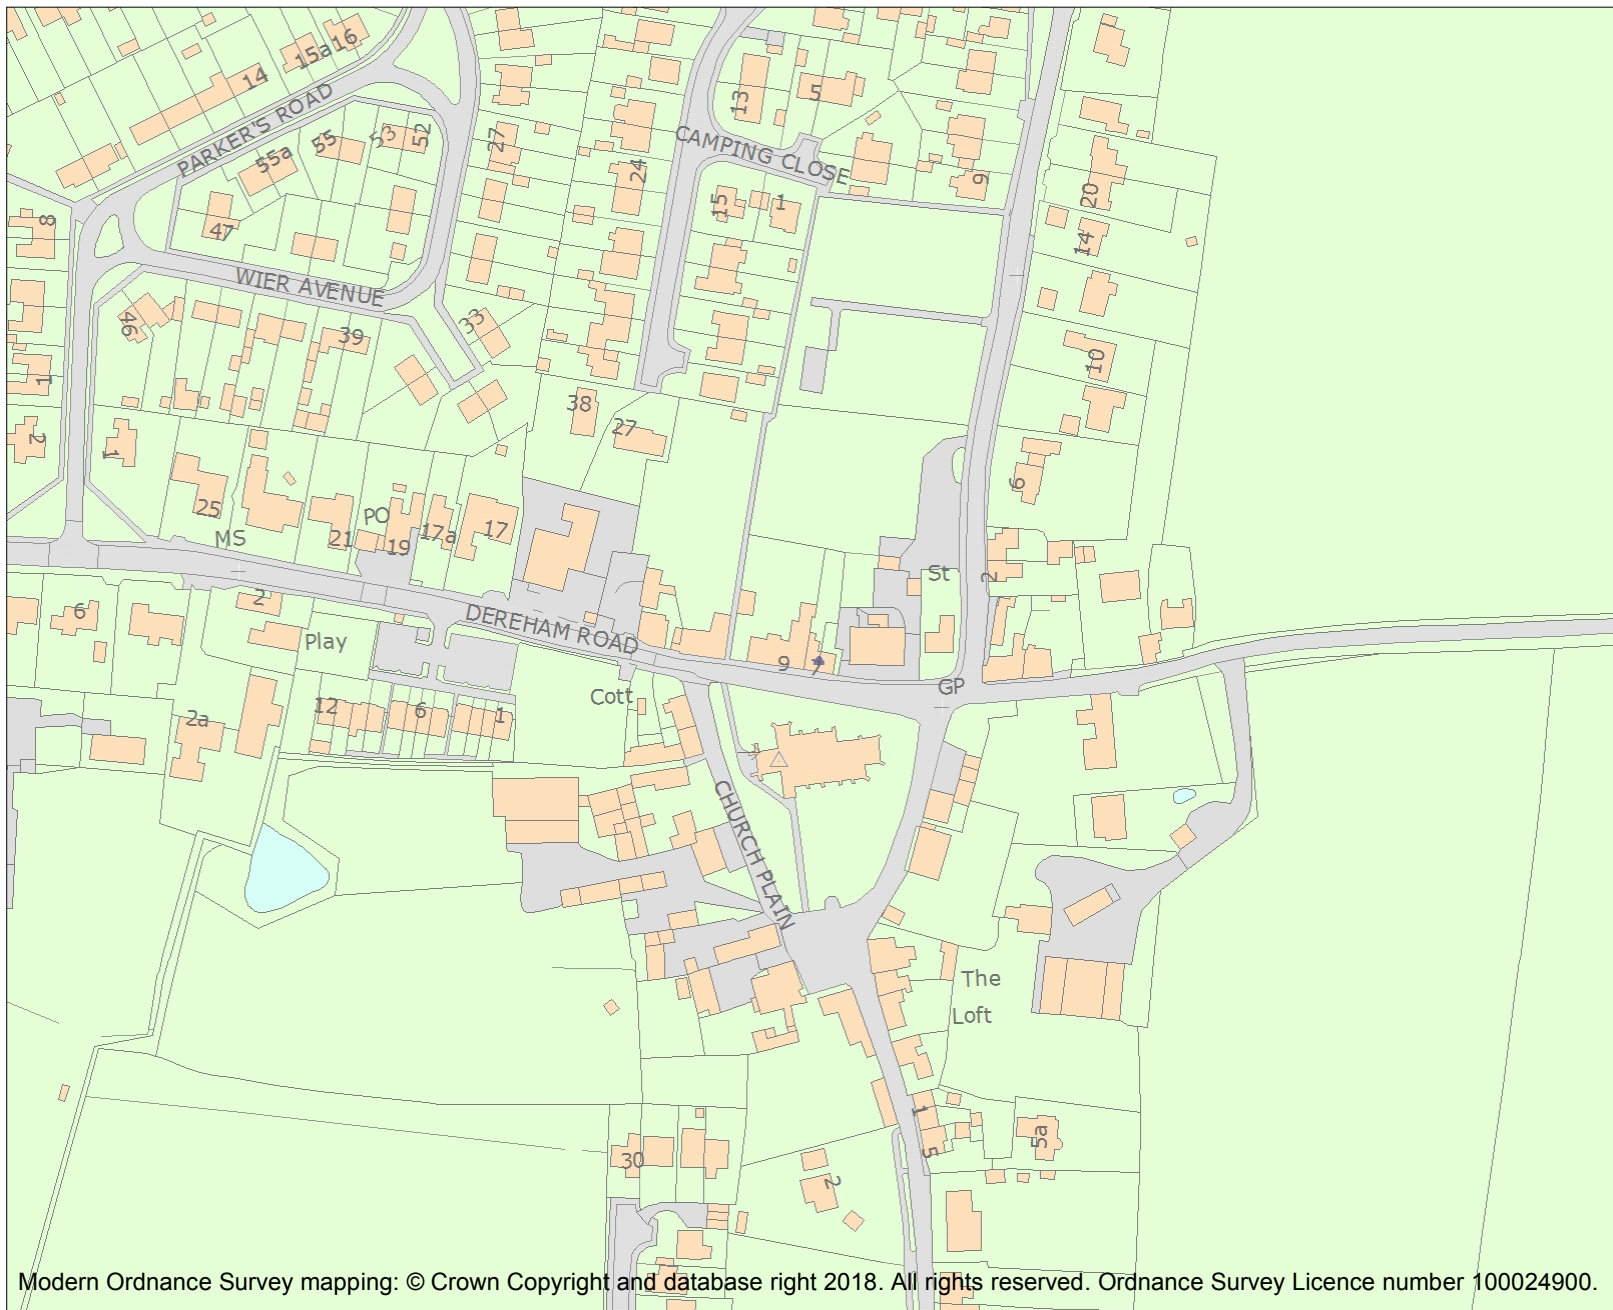 15a 16
14
PARKER'S ROAD
13
5
55a
55
53
52
27
CAMPING CLOSE
24
9
20
8
47
15
1
14
WIER AVENUE
46
39
33
10
1
38
27
2
1
6
25
PO
MS
21
19
17a
17
St
2
6
2
DEREHAM ROAD
Play
9
7
GP
Cott
2a
12
6
1
CHURCH PLAIN
The
Loft
1
5
5a
30
2
Modern Ordnance Survey mapping: © Crown Copyright and database right 2018. All rights reserved. Ordnance Survey Licence number 100024900.